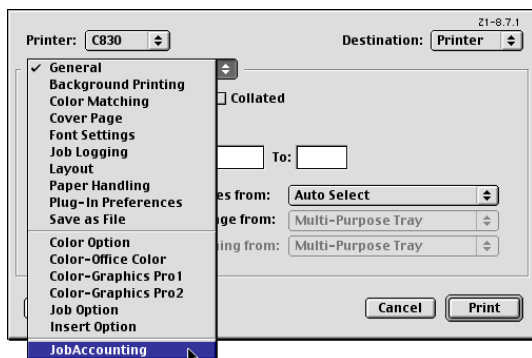 Z1-8.7.1
Printer: C830 Destination: Printer
✓ General
Background Printing
Color Matching
Collated
Cover Page
Font Settings
Job Logging
To:
Layout
Paper Handling
es from: Auto Select
Plug-In Preferences
Save as File
ge from: Multi-Purpose Tray
Color Option
ing from: Multi-Purpose Tray
Color-Office Color
Color-Graphics Pro1
Color-Graphics Pro2
Job Option
Cancel Print
Insert Option
JobAccounting